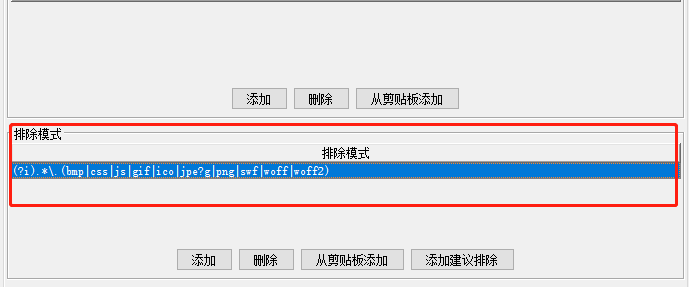 添加 删除 从剪贴板添加
排除模式
排除模式
(?i).*\.(bmp|css|js|gif|ico|jpe?g|png|swf|woff|woff2)
添加 删除 从剪贴板添加 添加建议排除